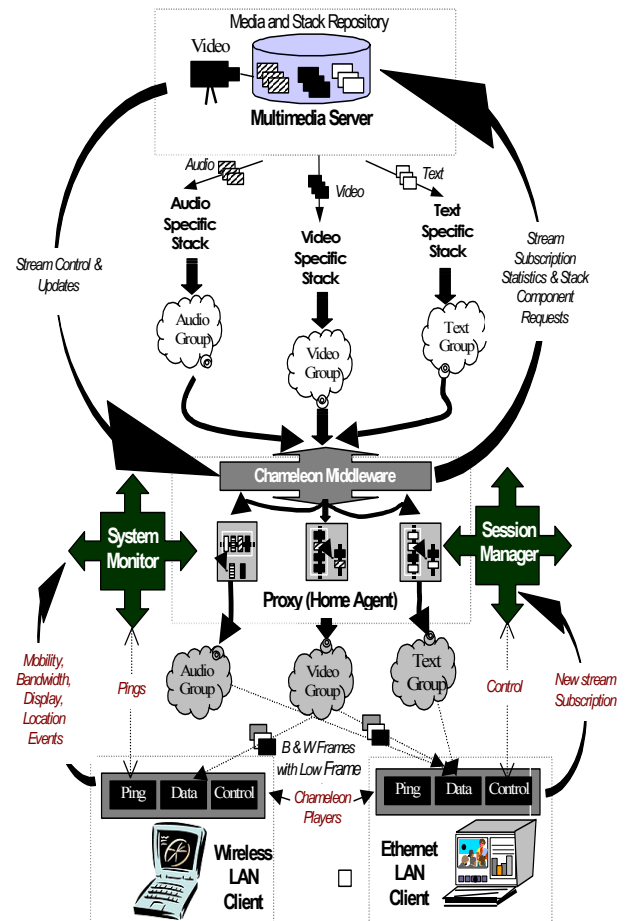 Media and Stack Repository
Video
Multimedia Server
Audio
Video
Text
Audio
Specific
Stack
Video
Specific
Stack
Text
Specific
Stack
Stream Control &
Updates
Stream
Subscription
Statistics & Stack
Component
Requests
Audio
Group
Video
Group
Text
Group
Chameleon Middleware
System
Monitor
Session
Manager
Proxy (Home Agent)
Mobility,
Bandwidth,
Display,
Location
Events
Pings
Audio
Group
Video
Group
Text
Group
Control
New stream
Subscription
B & W Frames
with Low Frame
Ping
Data
Control
Chameleon
Players
Ping
Data
Control
Wireless
LAN
Client
Ethernet
LAN
Client